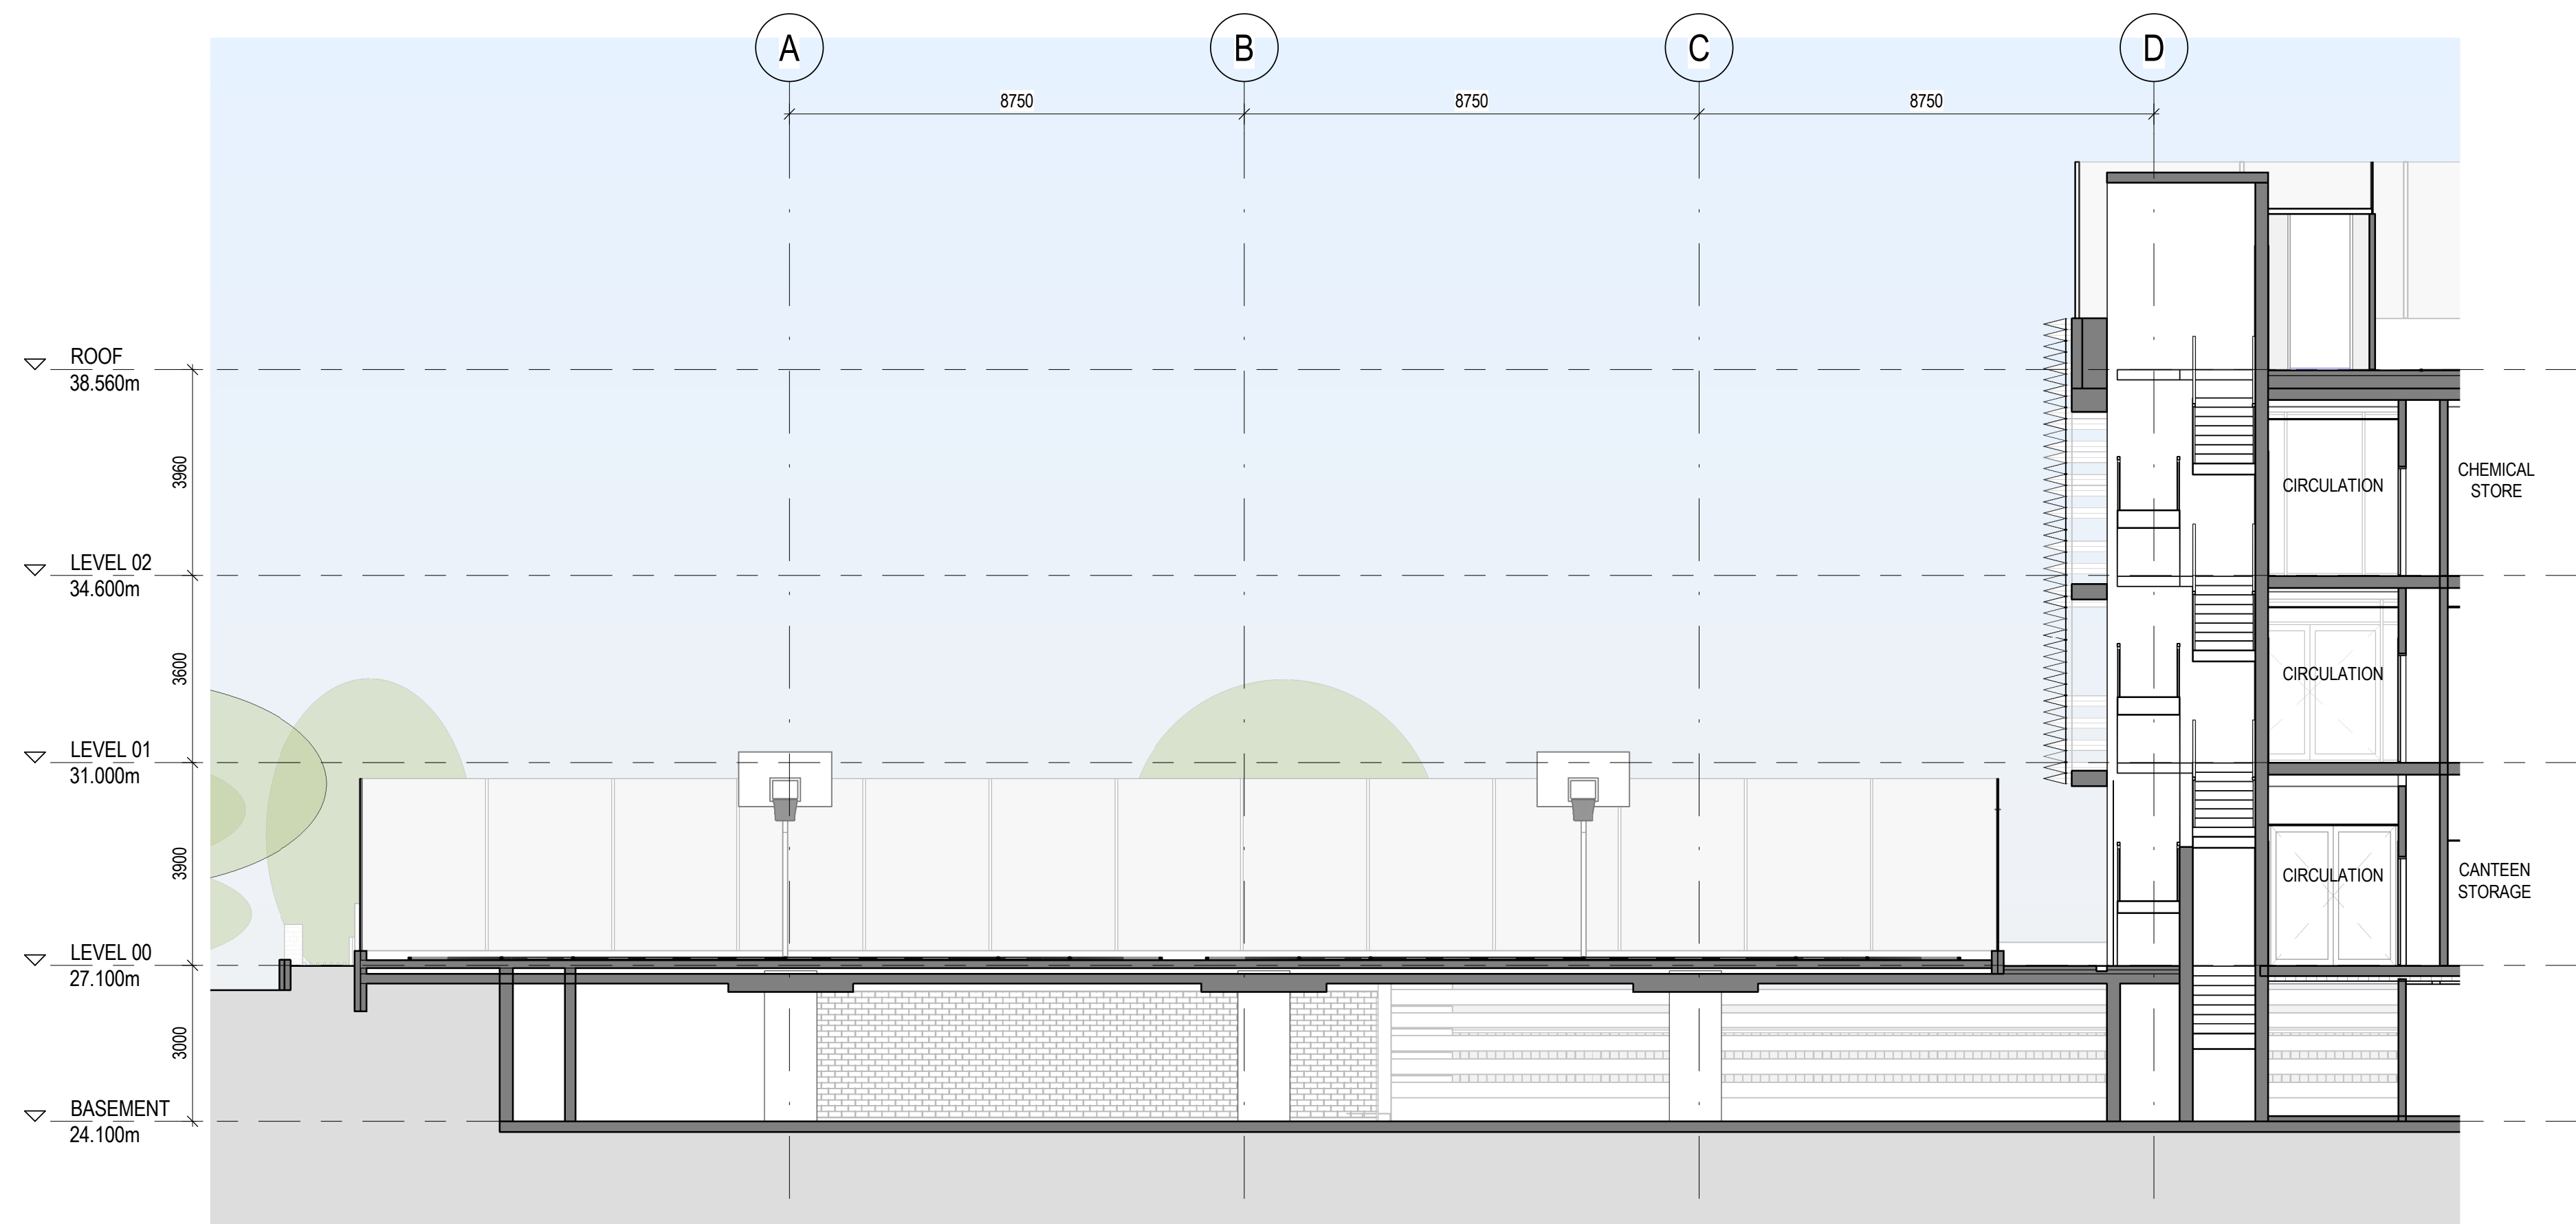 A
B
C
D
8750
8750
8750
ROOF
38.560m
3960
CIRCULATION
CHEMICAL
STORE
LEVEL 02
34.600m
3600
CIRCULATION
LEVEL 01
31.000m
3900
CIRCULATION
CANTEEN
STORAGE
LEVEL 00
27.100m
3000
BASEMENT
24.100m